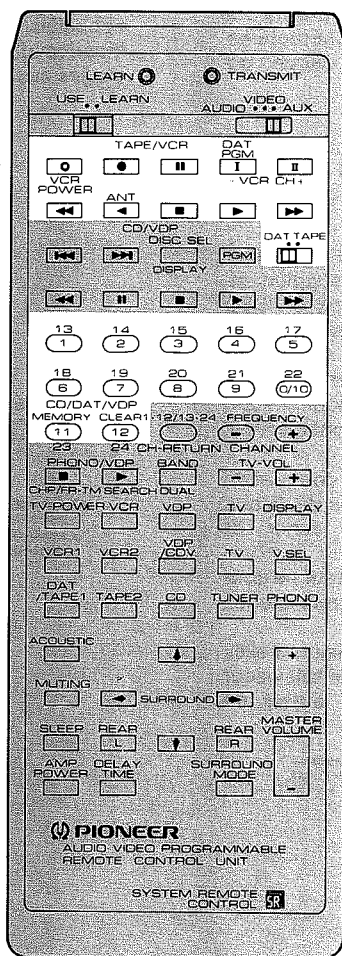 LEARN TRANSMIT
USE LEARN VIDEO
AUDIO AUX
TAPE/VCR DAT
PGM
I II
VCR
POWER - VCR CH +
ANT
CD/VDP
DISC SEL PGM DAT TAPE
DISPLAY
13 14 15 16 17
1 2 3 4 5
18 19 20 21 22
6 7 8 9 0/10
CD/DAT/VDP
MEMORY CLEAR 1-12/13-24 FREQUENCY
11 12 - +
23 24 CH-RETURN CHANNEL
PHONO/VDP BAND TV-VOL
- +
CHP/FR-TM SEARCH DUAL
TV-POWER VCR VDP TV DISPLAY
VDP
VCR1 VCR2 /CDV TV V.SEL
DAT
/TAPE1 TAPE2 CD TUNER PHONO
ACOUSTIC
+
MUTING SURROUND
MASTER
VOLUME
SLEEP REAR REAR
L R
AMP DELAY SURROUND
POWER TIME MODE
-
PIONEER
AUDIO VIDEO PROGRAMMABLE
REMOTE CONTROL UNIT
SYSTEM REMOTE
CONTROL SR